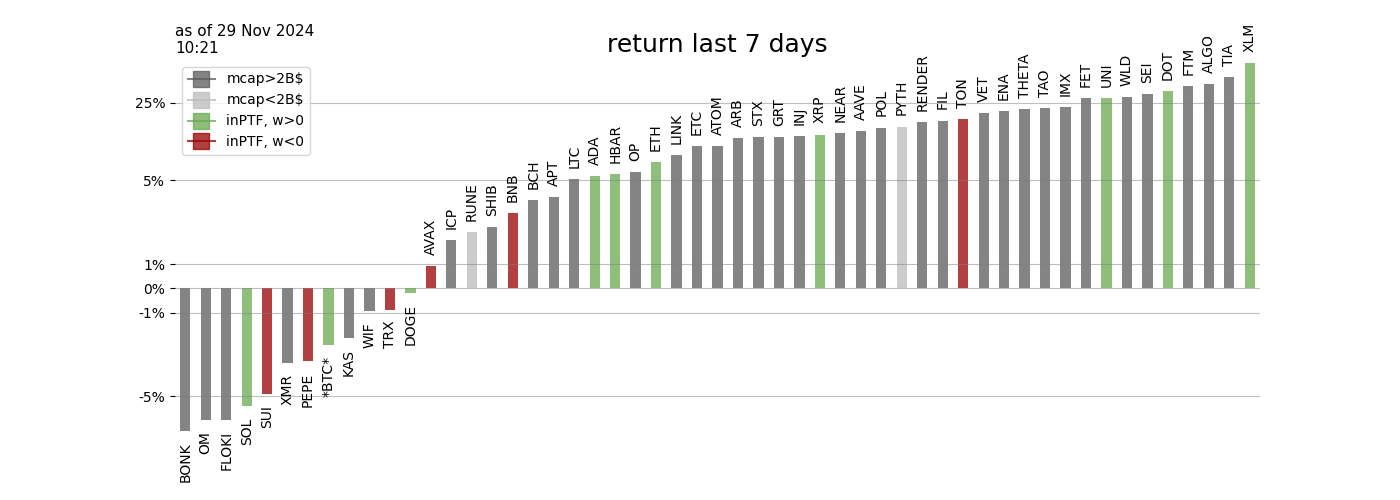 as of 29 Nov 2024
10:21
return last 7 days
mcap>2B$
mcap<2B$
inPTF, w>0
inPTF, w<0
25%
5%
1%
0%
-1%
-5%
BONK
OM
FLOKI
SOL
SUI
XMR
PEPE
*BTC*
KAS
WIF
TRX
DOGE
AVAX
ICP
RUNE
SHIB
BNB
BCH
APT
LTC
ADA
HBAR
OP
ETH
LINK
ETC
ATOM
ARB
STX
GRT
INJ
XRP
NEAR
AAVE
POL
PYTH
RENDER
FIL
TON
VET
ENA
THETA
TAO
IMX
FET
UNI
WLD
SEI
DOT
FTM
ALGO
TIA
XLM